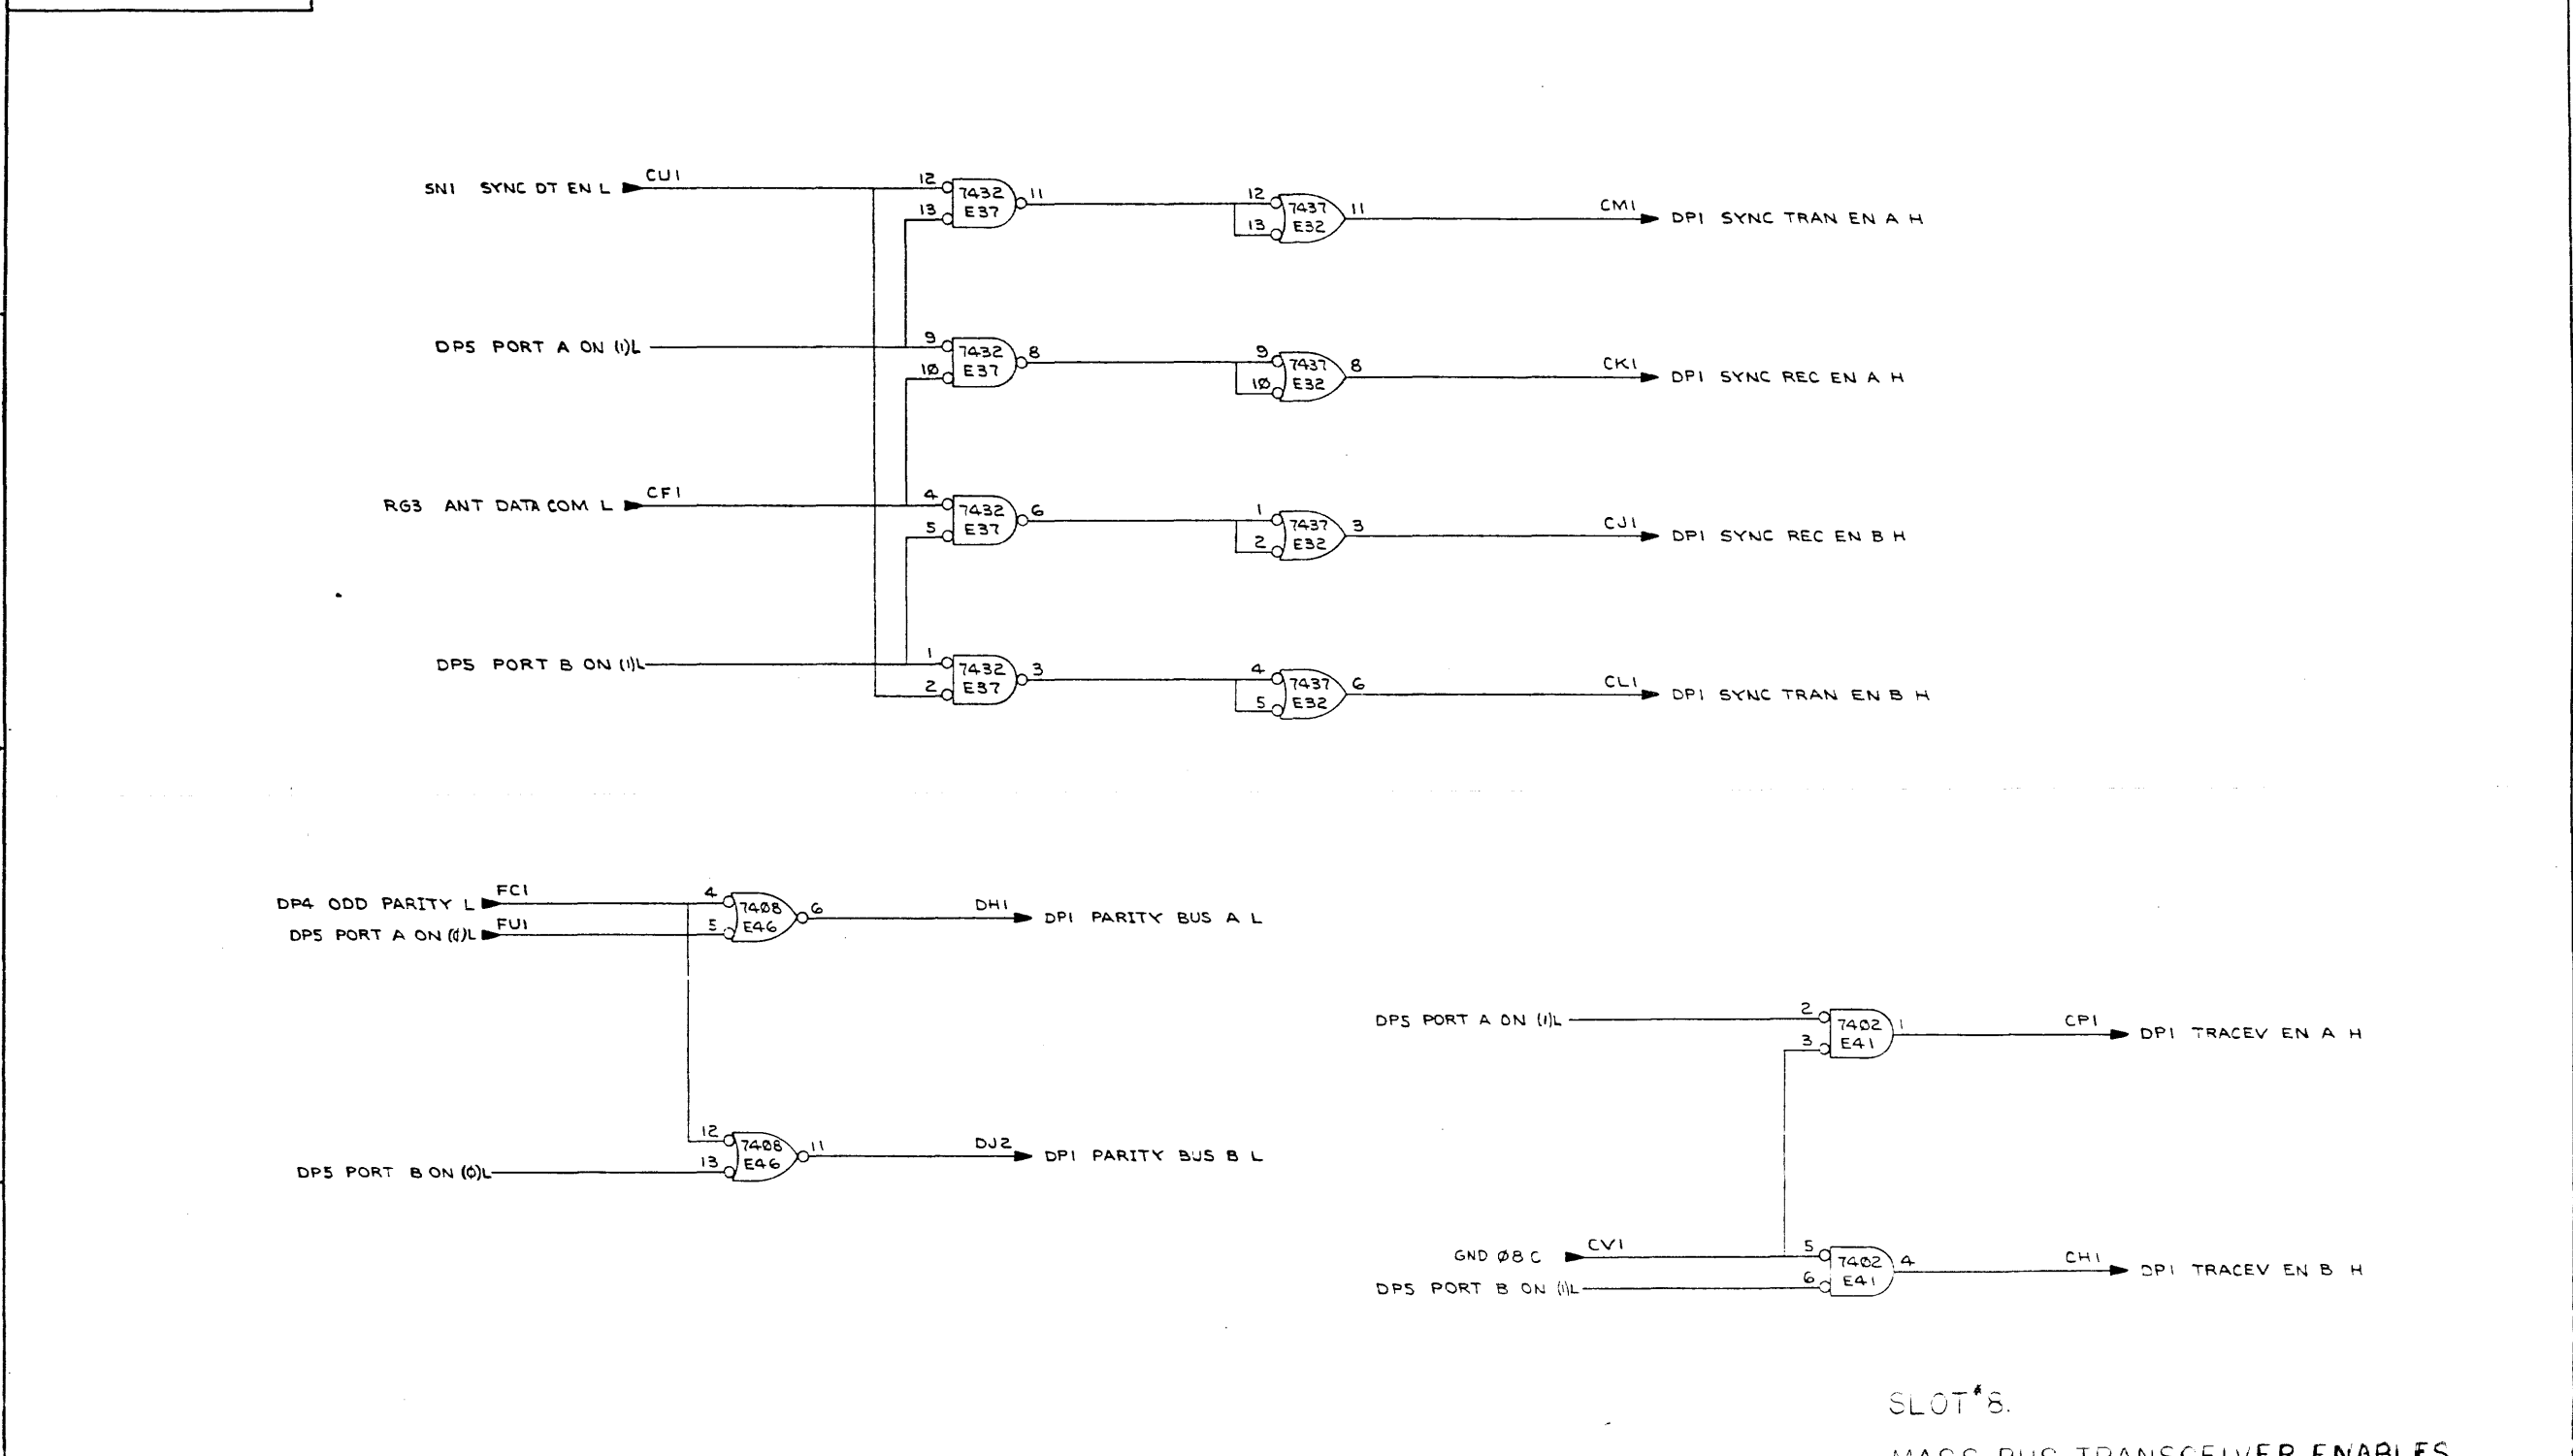 SN1 SYNC DT EN L CU1 12 13 7432 E37 11 12 13 7437 E32 11 CM1 DP1 SYNC TRAN EN A H
DP5 PORT A ON (1)L 9 10 7432 E37 8 9 10 7437 E32 8 CK1 DP1 SYNC REC EN A H
RG3 ANT DATA COM L CF1 4 5 7432 E37 6 1 2 7437 E32 3 CJ1 DP1 SYNC REC EN B H
DP5 PORT B ON (1)L 1 2 7432 E37 3 4 5 7437 E32 6 CL1 DP1 SYNC TRAN EN B H
DP4 ODD PARITY L FC1 4 7408 6 DH1 DP1 PARITY BUS A L
DP5 PORT A ON (0)L FU1 5 E46
DP5 PORT A ON (1)L 2 3 7402 E41 1 CP1 DP1 TRACEV EN A H
12 7408 11 DJ2 DP1 PARITY BUS B L
DP5 PORT B ON (0)L 13 E46
GND 08 C CV1 5 7402 4 CH1 DP1 TRACEV EN B H
DP5 PORT B ON (1)L 6 E41
SLOT #8.
MASS BUS TRANSCEIVER ENABLES